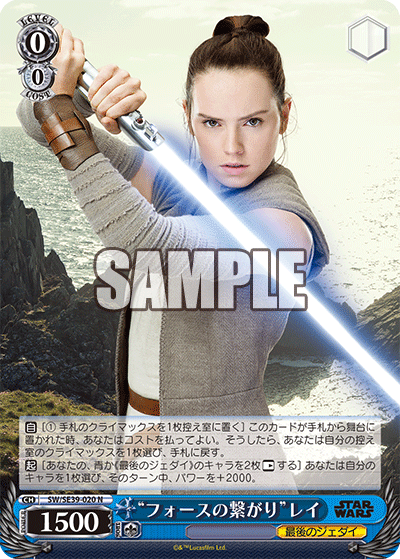 LEVEL
0
0
COST
SAMPLE
自 [① 手札のクライマックスを1枚控え室に置く] このカードが手札から舞台
に置かれた時、あなたはコストを払ってよい。そうしたら、あなたは自分の控え
室のキャラを1枚選び、手札に戻す。
起 [あなたの、青か《最後のジェダイ》のキャラを2枚レストする] あなたは自分の
キャラを1枚選び、そのターン中、パワーを+2000。
CH SW/SE39-020 N
1500
“フォースの繋がり”レイ
STAR WARS
最後のジェダイ
©&™Lucasfilm Ltd.